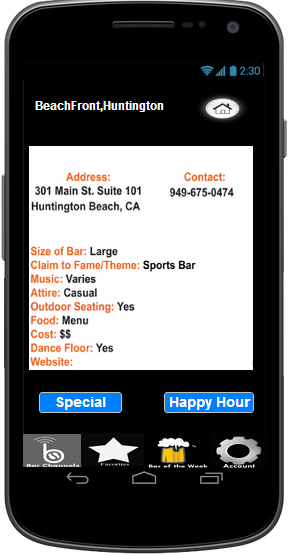 2:30
BeachFront,Huntington
Address:
Contact:
301 Main St. Suite 101
949-675-0474
Huntington Beach, CA
Size of Bar: Large
Claim to Fame/Theme: Sports Bar
Music: Varies
Attire: Casual
Outdoor Seating: Yes
Food: Menu
Cost: $$
Dance Floor: Yes
Website:
Special
Happy Hour
Bar Channels
Favorites
Bar of the Week
Account